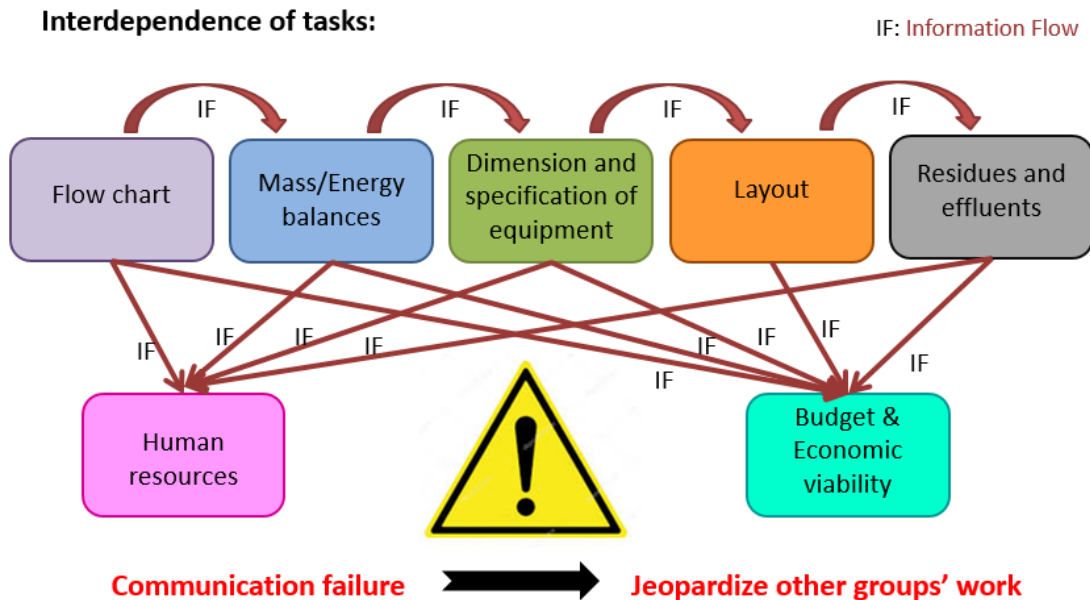 Interdependence of tasks:
IF: Information Flow
IF
IF
IF
IF
Flow chart
Mass/Energy
balances
Dimension and
specification of
equipment
Layout
Residues and
effluents
IF
IF
IF
IF
IF
IF
IF
IF
IF
Human
resources
Budget &
Economic
viability
Communication failure
Jeopardize other groups' work